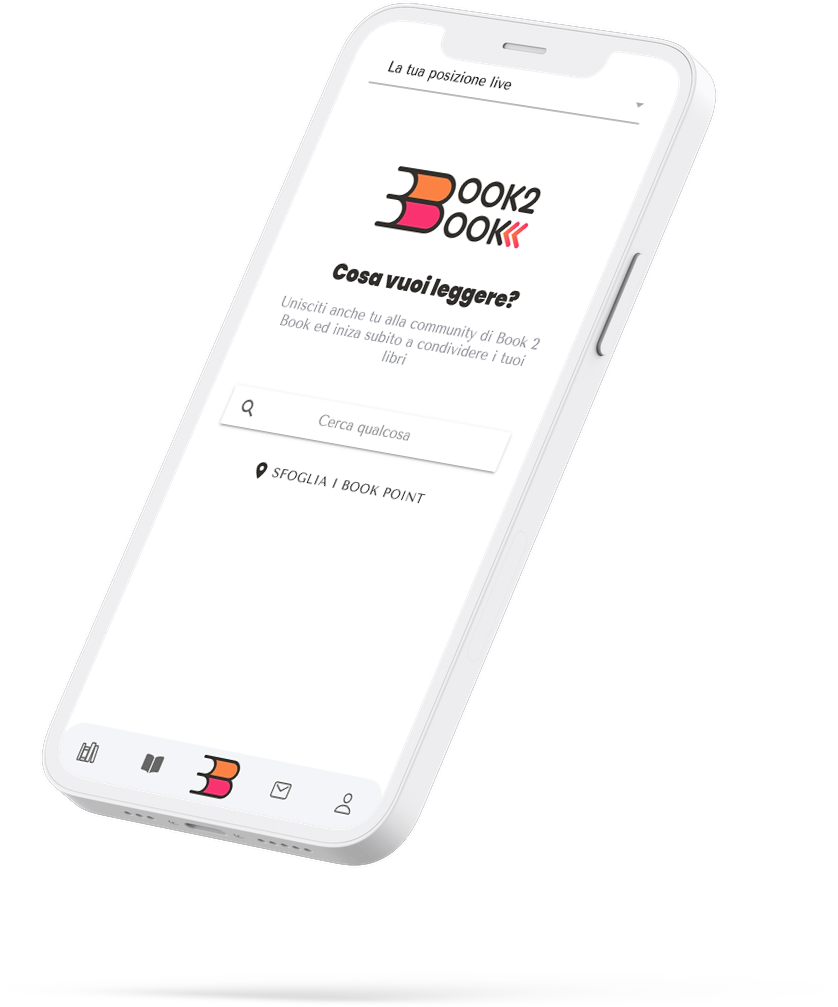 La tua posizione live
BOOK2
BOOK
Cosa vuoi leggere?
Unisciti anche tu alla community di Book 2
Book ed iniza subito a condividere i tuoi
libri
Cerca qualcosa
SFOGLIA I BOOK POINT